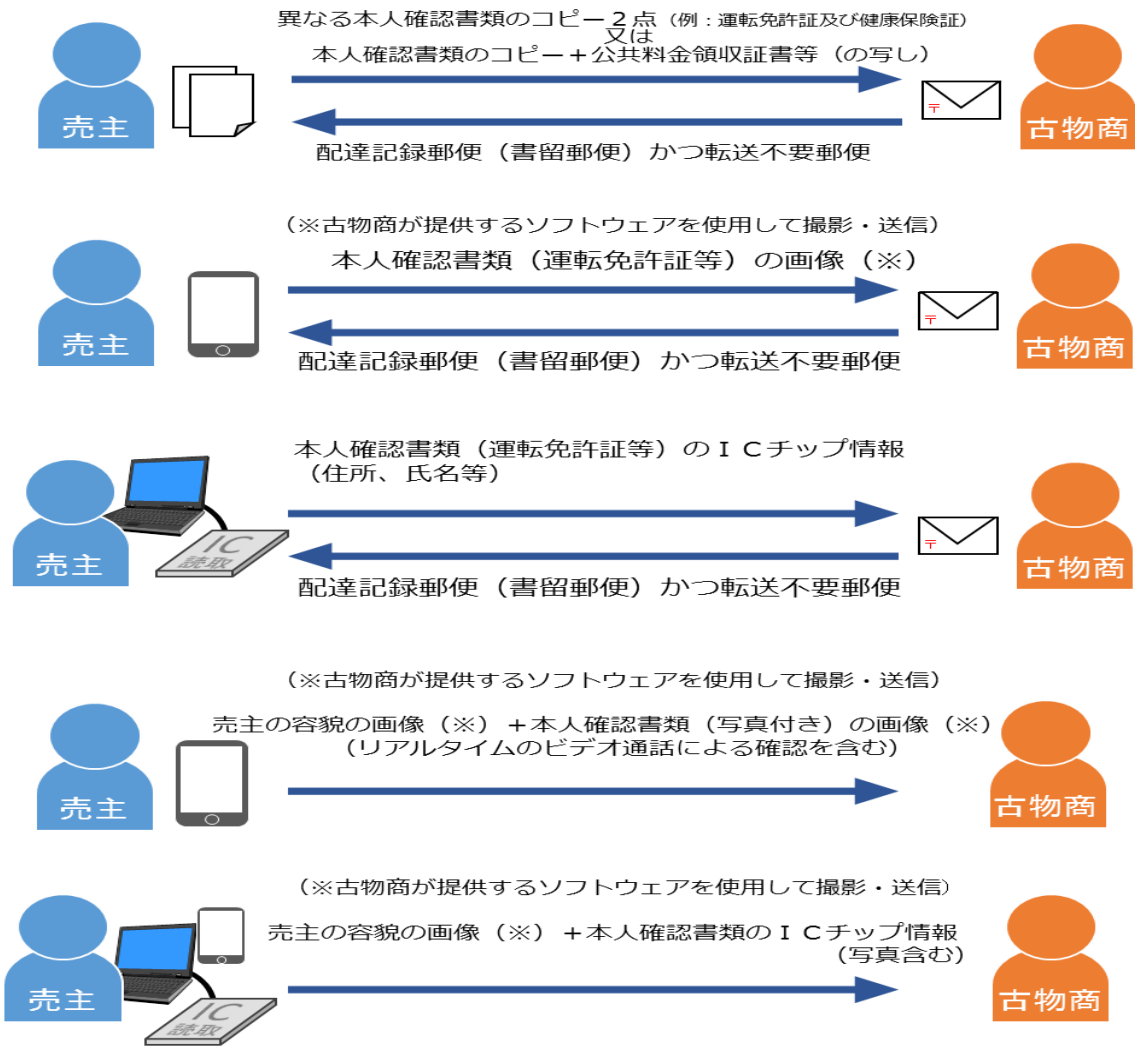 異なる本人確認書類のコピー２点（例：運転免許証及び健康保険証）
又は
本人確認書類のコピー＋公共料金領収証書等（の写し）
売主
〒
古物商
配達記録郵便（書留郵便）かつ転送不要郵便
（※古物商が提供するソフトウェアを使用して撮影・送信）
本人確認書類（運転免許証等）の画像（※）
売主
〒
古物商
配達記録郵便（書留郵便）かつ転送不要郵便
本人確認書類（運転免許証等）のＩＣチップ情報
（住所、氏名等）
IC
読取
売主
〒
古物商
配達記録郵便（書留郵便）かつ転送不要郵便
（※古物商が提供するソフトウェアを使用して撮影・送信）
売主の容貌の画像（※）＋本人確認書類（写真付き）の画像（※）
（リアルタイムのビデオ通話による確認を含む）
売主
古物商
（※古物商が提供するソフトウェアを使用して撮影・送信）
売主の容貌の画像（※）＋本人確認書類のＩＣチップ情報
（写真含む）
売主
IC
読取
古物商